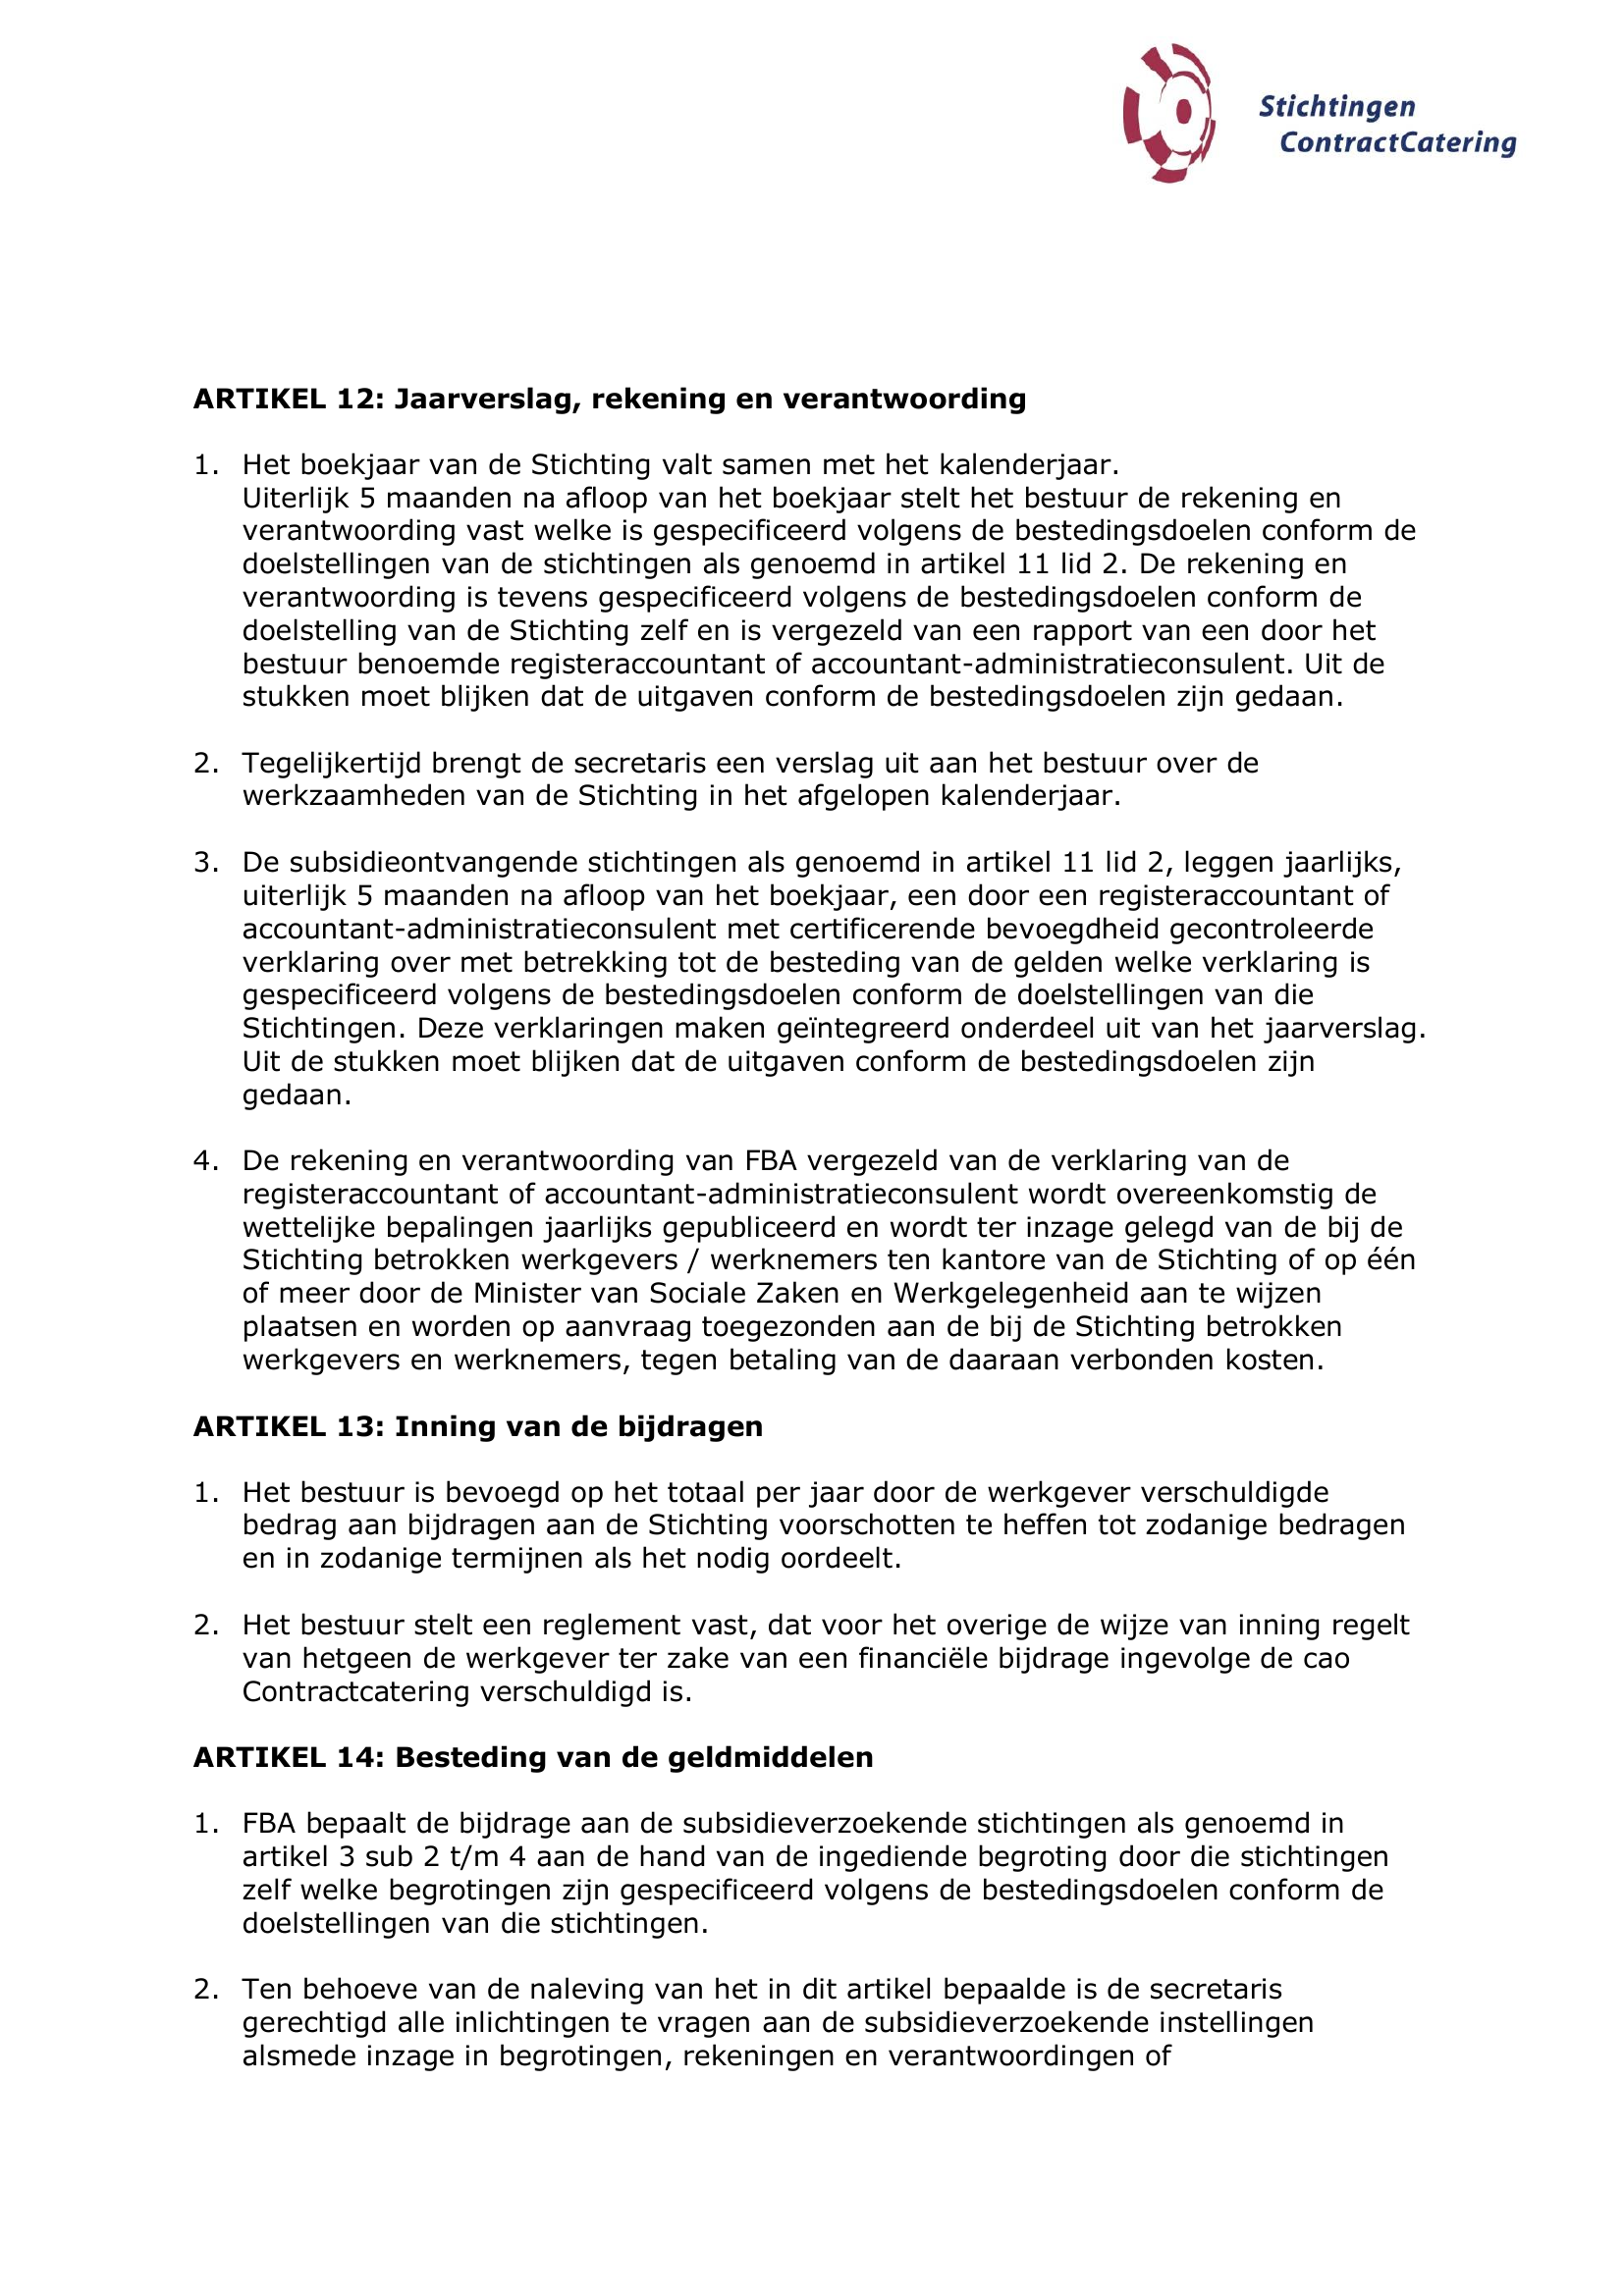 Stichtingen
ContractCatering
ARTIKEL 12: Jaarverslag, rekening en verantwoording
1. Het boekjaar van de Stichting valt samen met het kalenderjaar.
Uiterlijk 5 maanden na afloop van het boekjaar stelt het bestuur de rekening en
verantwoording vast welke is gespecificeerd volgens de bestedingsdoelen conform de
doelstellingen van de stichtingen als genoemd in artikel 11 lid 2. De rekening en
verantwoording is tevens gespecificeerd volgens de bestedingsdoelen conform de
doelstelling van de Stichting zelf en is vergezeld van een rapport van een door het
bestuur benoemde registeraccountant of accountant-administratieconsulent. Uit de
stukken moet blijken dat de uitgaven conform de bestedingsdoelen zijn gedaan.
2. Tegelijkertijd brengt de secretaris een verslag uit aan het bestuur over de
werkzaamheden van de Stichting in het afgelopen kalenderjaar.
3. De subsidieontvangende stichtingen als genoemd in artikel 11 lid 2, leggen jaarlijks,
uiterlijk 5 maanden na afloop van het boekjaar, een door een registeraccountant of
accountant-administratieconsulent met certificerende bevoegdheid gecontroleerde
verklaring over met betrekking tot de besteding van de gelden welke verklaring is
gespecificeerd volgens de bestedingsdoelen conform de doelstellingen van die
Stichtingen. Deze verklaringen maken geïntegreerd onderdeel uit van het jaarverslag.
Uit de stukken moet blijken dat de uitgaven conform de bestedingsdoelen zijn
gedaan.
4. De rekening en verantwoording van FBA vergezeld van de verklaring van de
registeraccountant of accountant-administratieconsulent wordt overeenkomstig de
wettelijke bepalingen jaarlijks gepubliceerd en wordt ter inzage gelegd van de bij de
Stichting betrokken werkgevers / werknemers ten kantore van de Stichting of op één
of meer door de Minister van Sociale Zaken en Werkgelegenheid aan te wijzen
plaatsen en worden op aanvraag toegezonden aan de bij de Stichting betrokken
werkgevers en werknemers, tegen betaling van de daaraan verbonden kosten.
ARTIKEL 13: Inning van de bijdragen
1. Het bestuur is bevoegd op het totaal per jaar door de werkgever verschuldigde
bedrag aan bijdragen aan de Stichting voorschotten te heffen tot zodanige bedragen
en in zodanige termijnen als het nodig oordeelt.
2. Het bestuur stelt een reglement vast, dat voor het overige de wijze van inning regelt
van hetgeen de werkgever ter zake van een financiële bijdrage ingevolge de cao
Contractcatering verschuldigd is.
ARTIKEL 14: Besteding van de geldmiddelen
1. FBA bepaalt de bijdrage aan de subsidieverzoekende stichtingen als genoemd in
artikel 3 sub 2 t/m 4 aan de hand van de ingediende begroting door die stichtingen
zelf welke begrotingen zijn gespecificeerd volgens de bestedingsdoelen conform de
doelstellingen van die stichtingen.
2. Ten behoeve van de naleving van het in dit artikel bepaalde is de secretaris
gerechtigd alle inlichtingen te vragen aan de subsidieverzoekende instellingen
alsmede inzage in begrotingen, rekeningen en verantwoordingen of